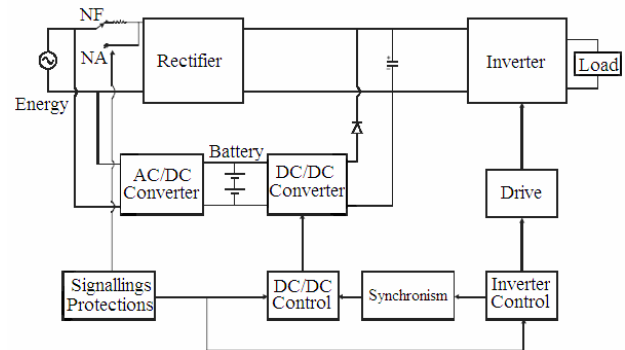 NF
NA
Energy
Rectifier
Inverter
Load
Battery
AC/DC
Converter
DC/DC
Converter
Drive
Signallings
Protections
DC/DC
Control
Synchronism
Inverter
Control